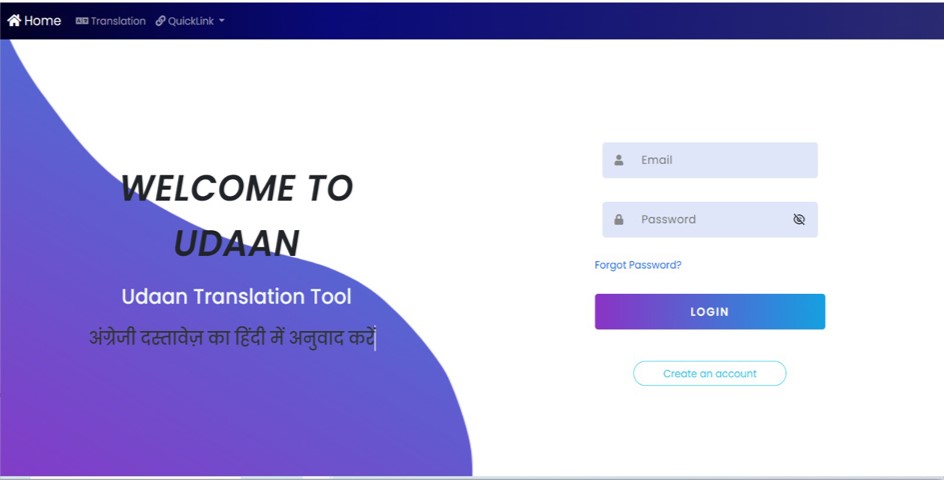 Home Translation QuickLink
WELCOME TO
UDAAN
Udaan Translation Tool
अंग्रेजी दस्तावेज़ का हिंदी में अनुवाद करें
Email
Password
Forgot Password?
LOGIN
Create an account